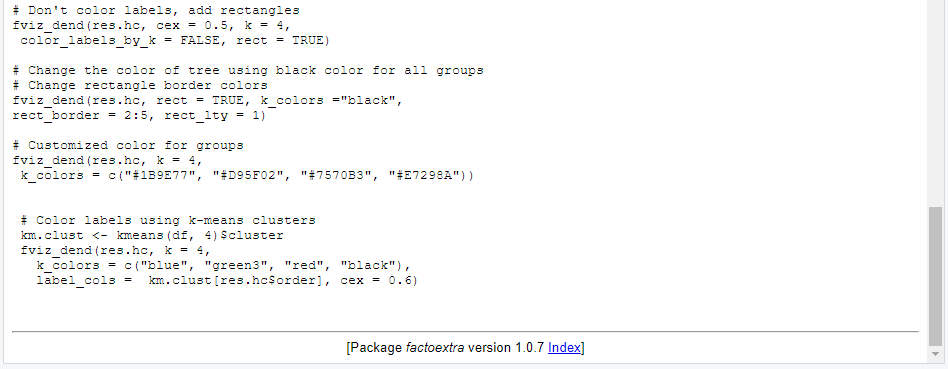 # Don't color labels, add rectangles
fviz_dend(res.hc, cex = 0.5, k = 4,
 color_labels_by_k = FALSE, rect = TRUE)

# Change the color of tree using black color for all groups
# Change rectangle border colors
fviz_dend(res.hc, rect = TRUE, k_colors ="black",
rect_border = 2:5, rect_lty = 1)

# Customized color for groups
fviz_dend(res.hc, k = 4,
 k_colors = c("#1B9E77", "#D95F02", "#7570B3", "#E7298A"))

 # Color labels using k-means clusters
 km.clust <- kmeans(df, 4)$cluster
 fviz_dend(res.hc, k = 4,
   k_colors = c("blue", "green3", "red", "black"),
   label_cols =  km.clust[res.hc$order], cex = 0.6)

[Package factoextra version 1.0.7 Index]